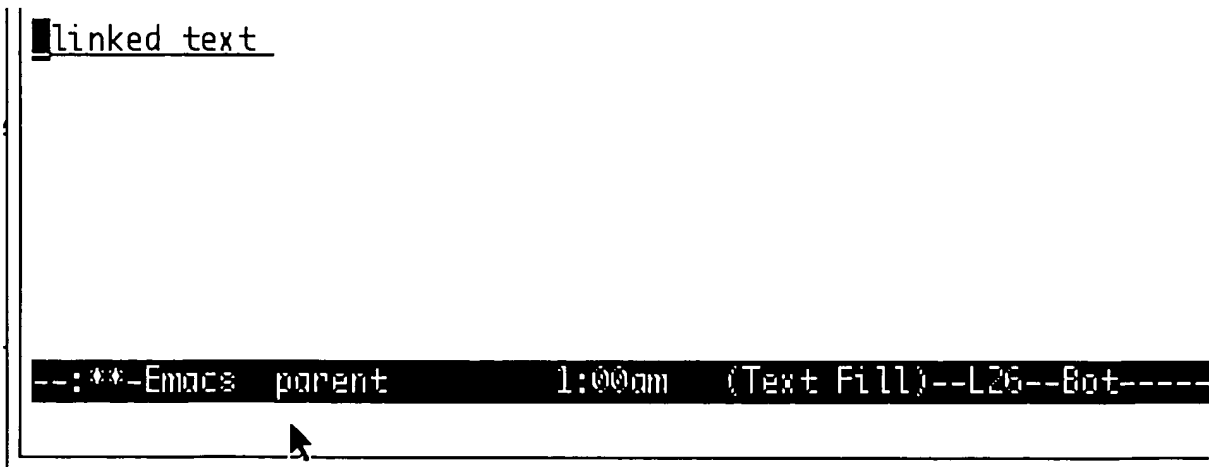 linked text
--:**-Emacs  parent          1:00am   (Text Fill)--L26--Bot-----